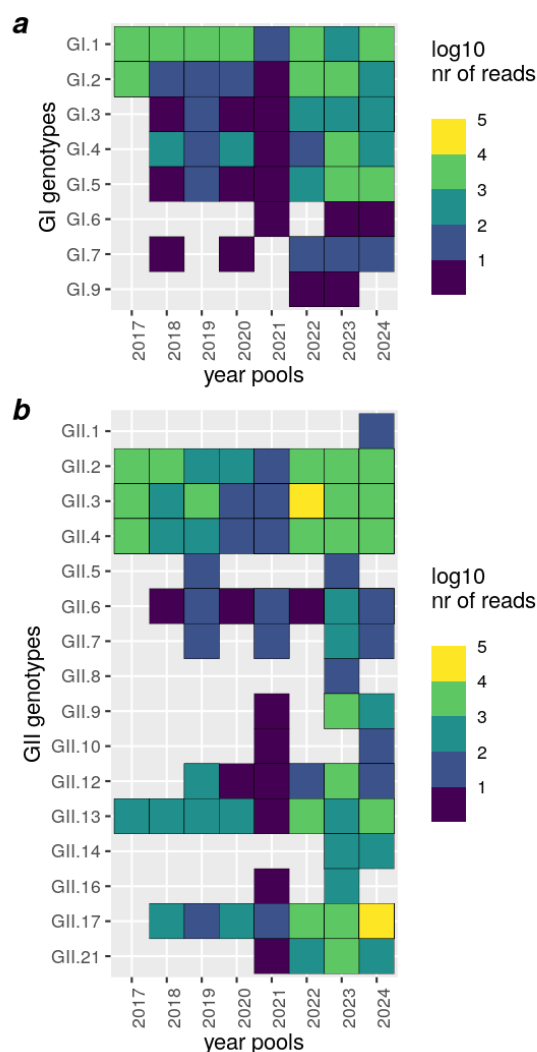 a
GI genotypes
GI.1
GI.2
GI.3
GI.4
GI.5
GI.6
GI.7
GI.9
2017
2018
2019
2020
2021
2022
2023
2024
year pools
log10
nr of reads
5
4
3
2
1
b
GII genotypes
GII.1
GII.2
GII.3
GII.4
GII.5
GII.6
GII.7
GII.8
GII.9
GII.10
GII.12
GII.13
GII.14
GII.16
GII.17
GII.21
2017
2018
2019
2020
2021
2022
2023
2024
year pools
log10
nr of reads
5
4
3
2
1